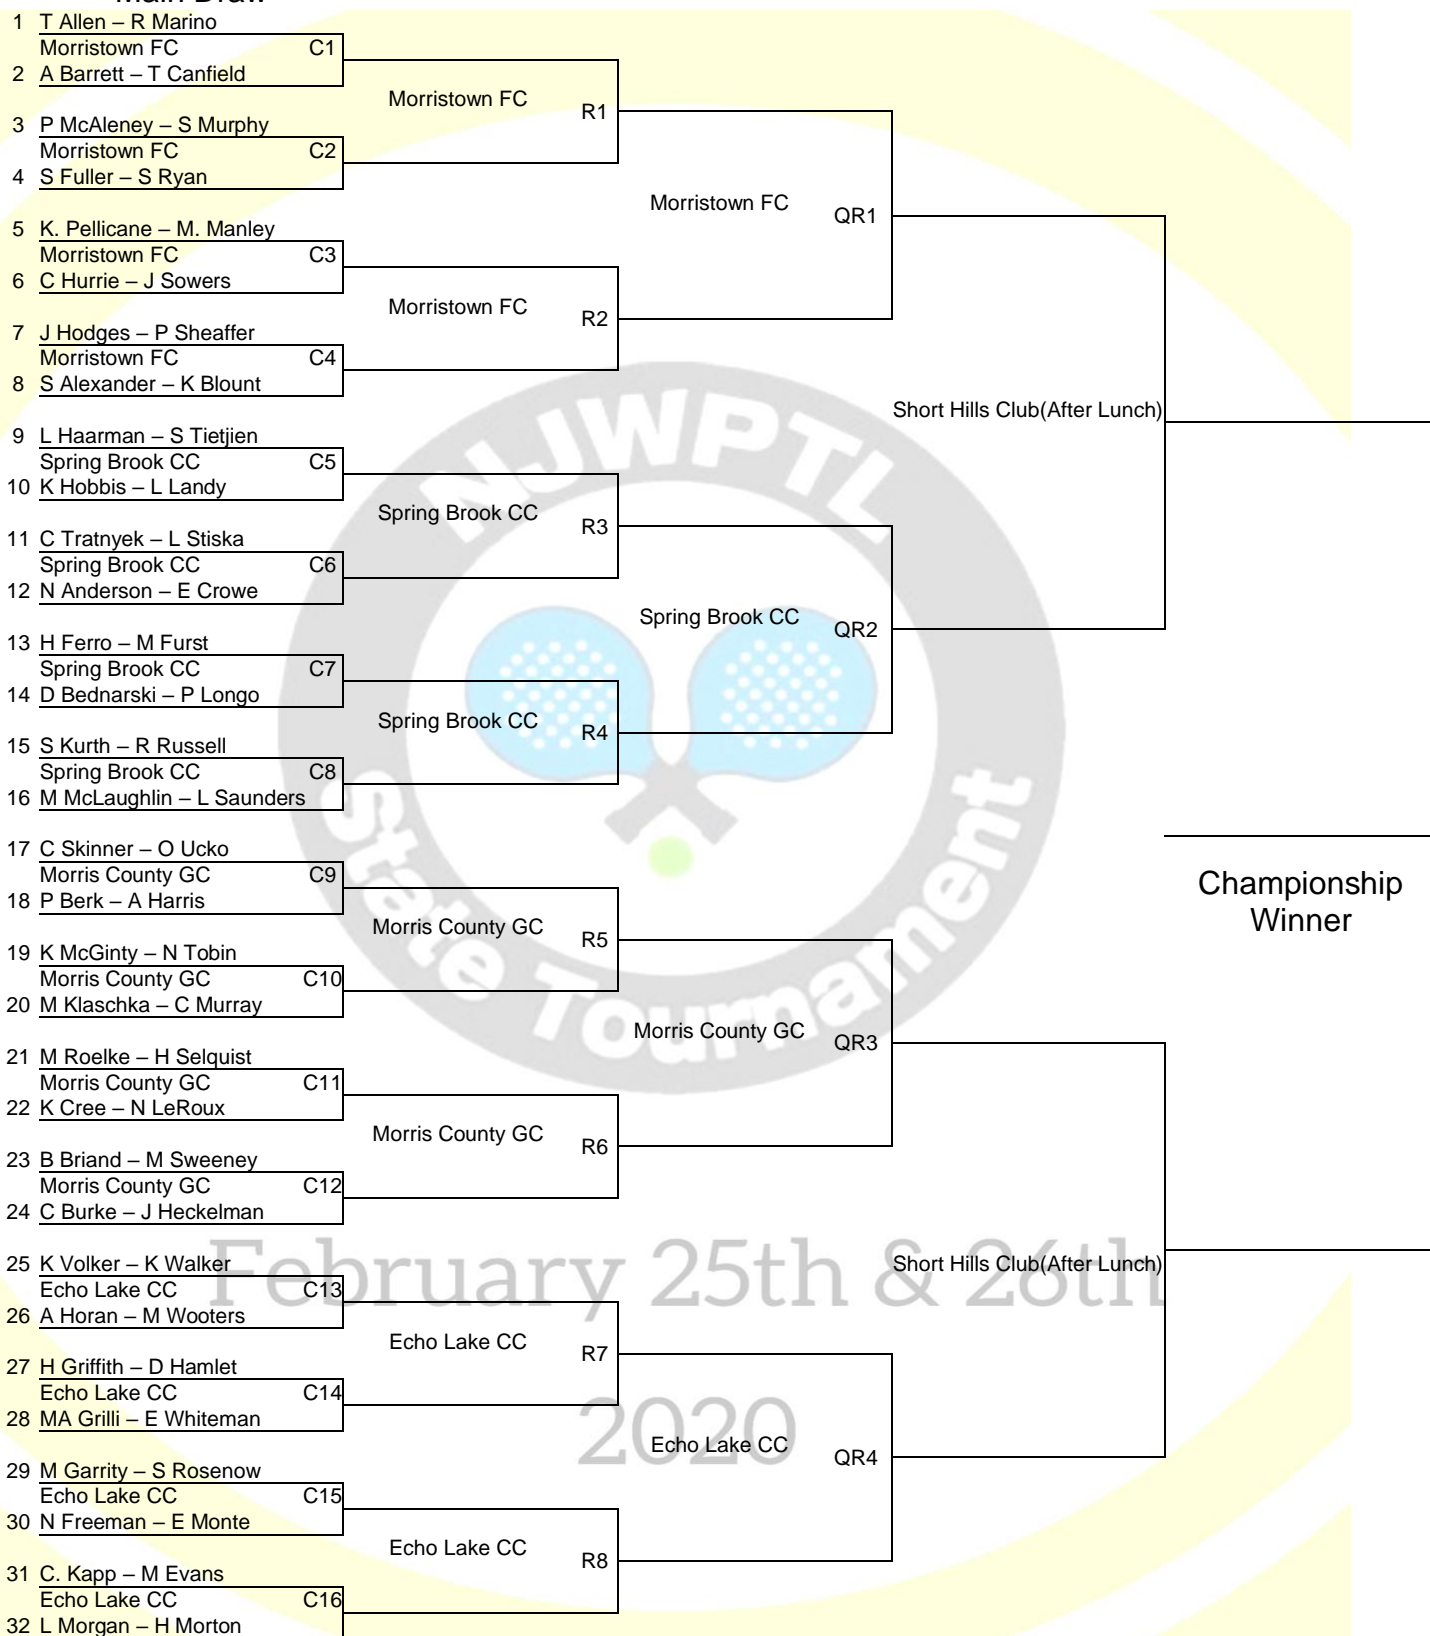 Main Draw
1 T Allen – R Marino
Morristown FC C1
2 A Barrett – T Canfield
Morristown FC R1
3 P McAleney – S Murphy
Morristown FC C2
4 S Fuller – S Ryan
Morristown FC QR1
5 K. Pellicane – M. Manley
Morristown FC C3
6 C Hurrie – J Sowers
Morristown FC R2
7 J Hodges – P Sheaffer
Morristown FC C4
8 S Alexander – K Blount
Short Hills Club(After Lunch)
9 L Haarman – S Tietjien
Spring Brook CC C5
10 K Hobbis – L Landy
Spring Brook CC R3
11 C Tratnyek – L Stiska
Spring Brook CC C6
12 N Anderson – E Crowe
Spring Brook CC QR2
13 H Ferro – M Furst
Spring Brook CC C7
14 D Bednarski – P Longo
Spring Brook CC R4
15 S Kurth – R Russell
Spring Brook CC C8
16 M McLaughlin – L Saunders
17 C Skinner – O Ucko
Morris County GC C9
18 P Berk – A Harris
Championship
Winner
Morris County GC R5
19 K McGinty – N Tobin
Morris County GC C10
20 M Klaschka – C Murray
Morris County GC QR3
21 M Roelke – H Selquist
Morris County GC C11
22 K Cree – N LeRoux
Morris County GC R6
23 B Briand – M Sweeney
Morris County GC C12
24 C Burke – J Heckelman
Short Hills Club(After Lunch)
25 K Volker – K Walker
Echo Lake CC C13
26 A Horan – M Wooters
Echo Lake CC R7
27 H Griffith – D Hamlet
Echo Lake CC C14
28 MA Grilli – E Whiteman
Echo Lake CC QR4
29 M Garrity – S Rosenow
Echo Lake CC C15
30 N Freeman – E Monte
Echo Lake CC R8
31 C. Kapp – M Evans
Echo Lake CC C16
32 L Morgan – H Morton
NJWPTL
State Tournament
February 25th & 26th
2020